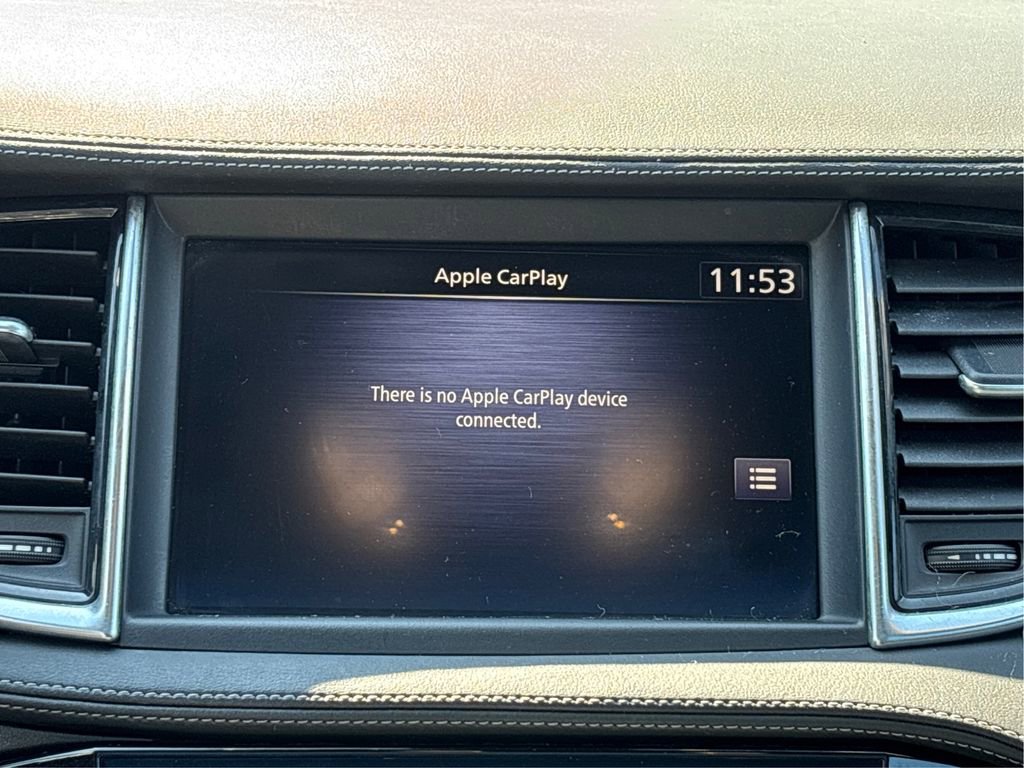 Apple CarPlay
11:53
There is no Apple CarPlay device
connected.